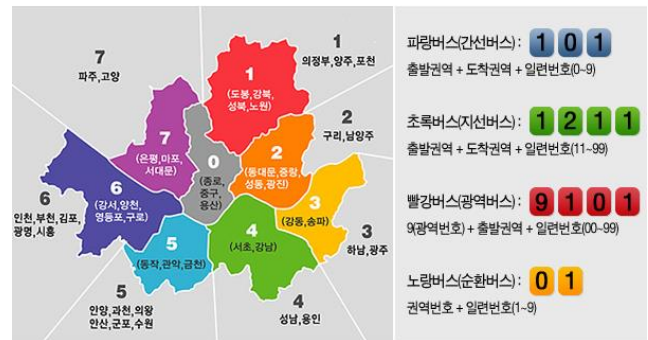 7
파주,고양
1
의정부,양주,포천
1
(도봉,강북,
성북,노원)
2
구리,남양주
7
(은평,마포,
서대문)
0
(종로,
중구,
용산)
2
(동대문,중랑,
성동,광진)
6
인천,부천,김포,
광명,시흥
6
(강서,양천,
영등포,구로)
3
(강동,송파)
3
하남,광주
5
(동작,관악,금천)
4
(서초,강남)
5
안양,과천,의왕
안산,군포,수원
4
성남,용인
파랑버스(간선버스) : 1 0 1
출발권역 + 도착권역 + 일련번호(0~9)
초록버스(지선버스) : 1 2 1 1
출발권역 + 도착권역 + 일련번호(11~99)
빨강버스(광역버스) : 9 1 0 1
9(광역번호) + 출발권역 + 일련번호(00~99)
노랑버스(순환버스) : 0 1
권역번호 + 일련번호(1~9)